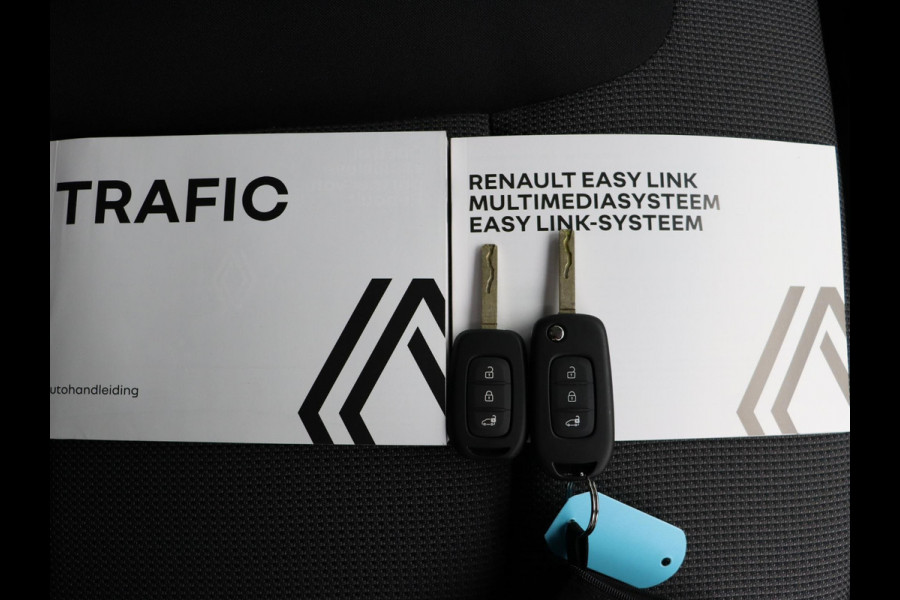 TRAFIC
utohandleiding
RENAULT EASY LINK
MULTIMEDIASYSTEEM
EASY LINK-SYSTEEM